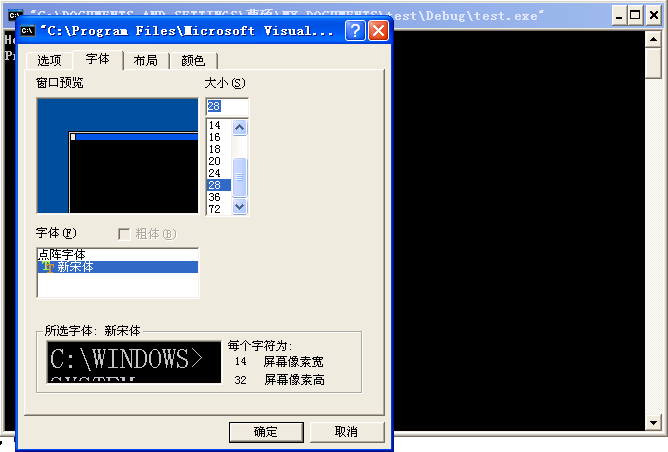 "C:\DOCUMENTS AND SETTINGS\ \MY DOCUMENTS\test\Debug\test.exe"
"C:\Program Files\Microsoft Visual...
选项 字体 布局 颜色
窗口预览
大小(S)
28
14
16
18
20
24
28
36
72
字体(F)
粗体(B)
点阵字体
新宋体
所选字体: 新宋体
C:\WINDOWS>
SYSTEM
每个字符为:
14 屏幕像素宽
32 屏幕像素高
确定 取消